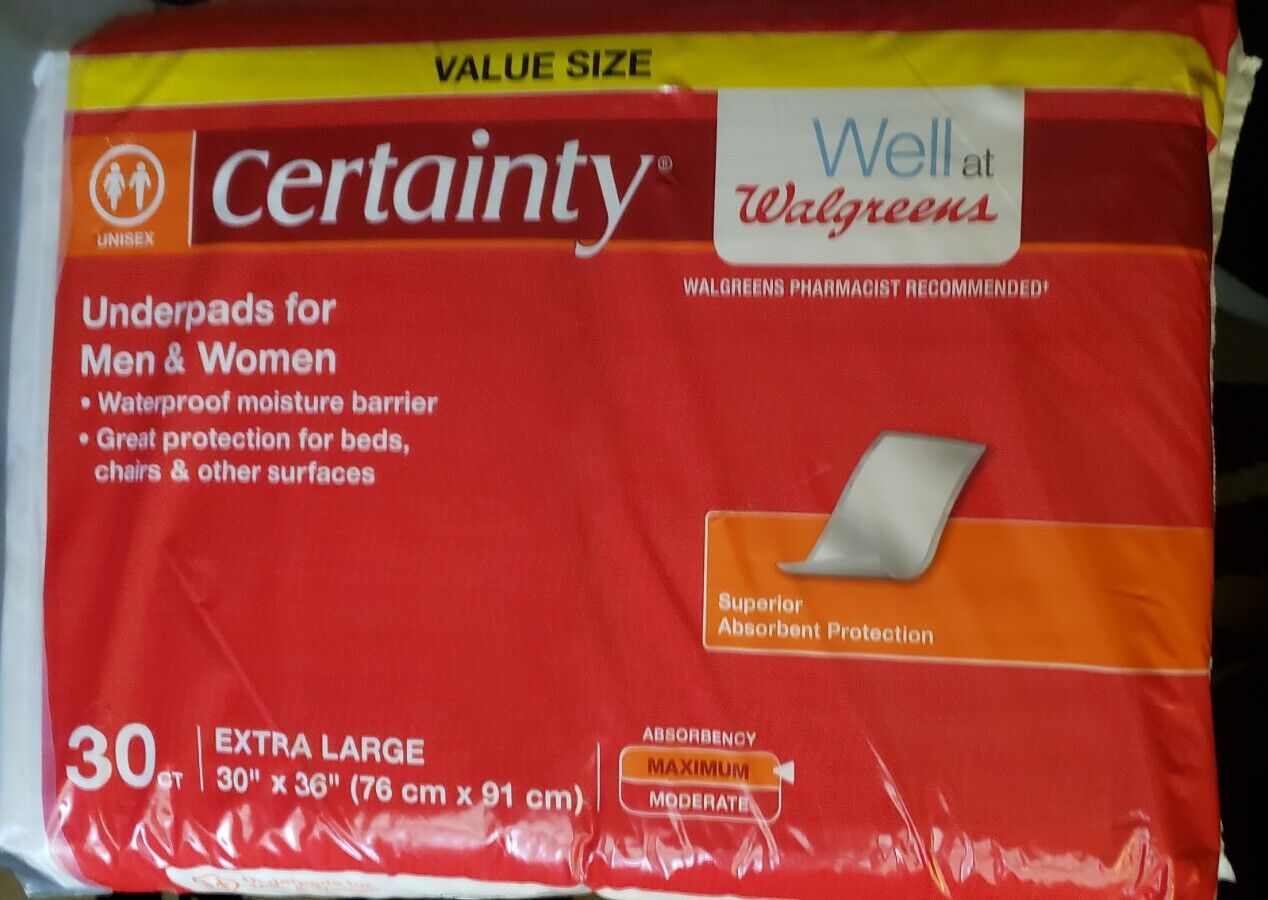 VALUE SIZE
UNISEX
Certainty®
Well at
Walgreens
WALGREENS PHARMACIST RECOMMENDED‡
Underpads for
Men & Women
• Waterproof moisture barrier
• Great protection for beds,
chairs & other surfaces
Superior
Absorbent Protection
30 CT
EXTRA LARGE
30" x 36" (76 cm x 91 cm)
ABSORBENCY
MAXIMUM
MODERATE
Underpads for